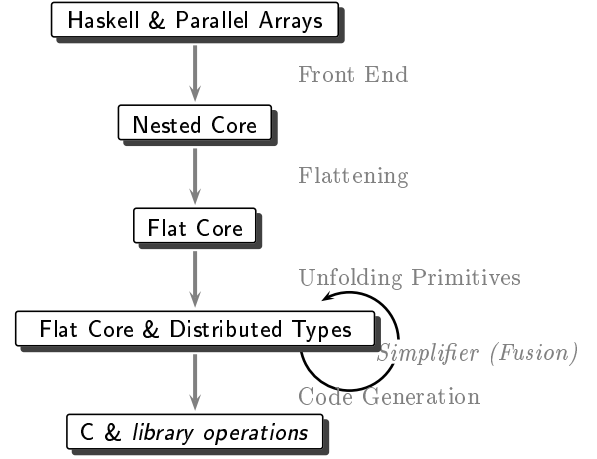 Haskell & Parallel Arrays
Front End
Nested Core
Flattening
Flat Core
Unfolding Primitives
Flat Core & Distributed Types
Simplifier (Fusion)
Code Generation
C & library operations